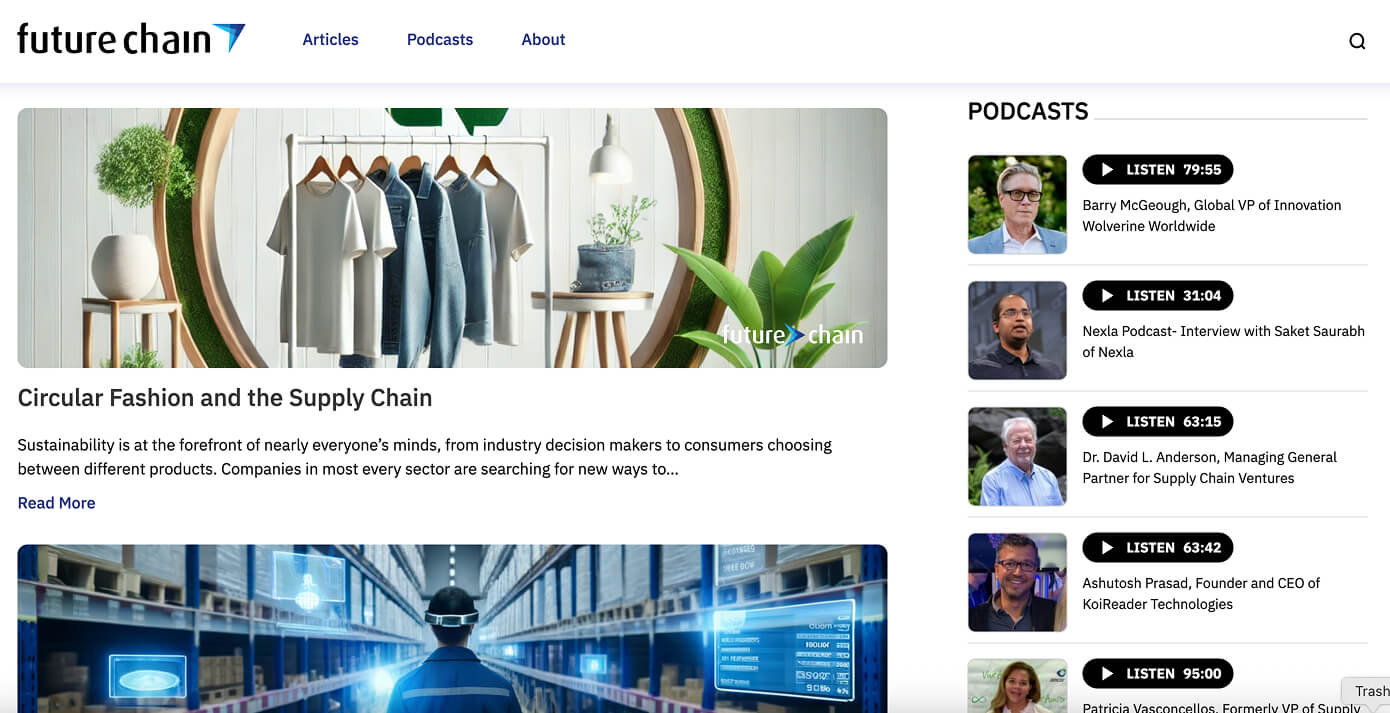 future chain
Articles
Podcasts
About
future chain
Circular Fashion and the Supply Chain
Sustainability is at the forefront of nearly everyone’s minds, from industry decision makers to consumers choosing
between different products. Companies in most every sector are searching for new ways to...
Read More
PODCASTS
LISTEN 79:55
Barry McGeough, Global VP of Innovation
Wolverine Worldwide
LISTEN 31:04
Nexla Podcast- Interview with Saket Saurabh
of Nexla
LISTEN 63:15
Dr. David L. Anderson, Managing General
Partner for Supply Chain Ventures
LISTEN 63:42
Ashutosh Prasad, Founder and CEO of
KoiReader Technologies
LISTEN 95:00
Patricia Vasconcellos, Formerly VP of Supply
Trash